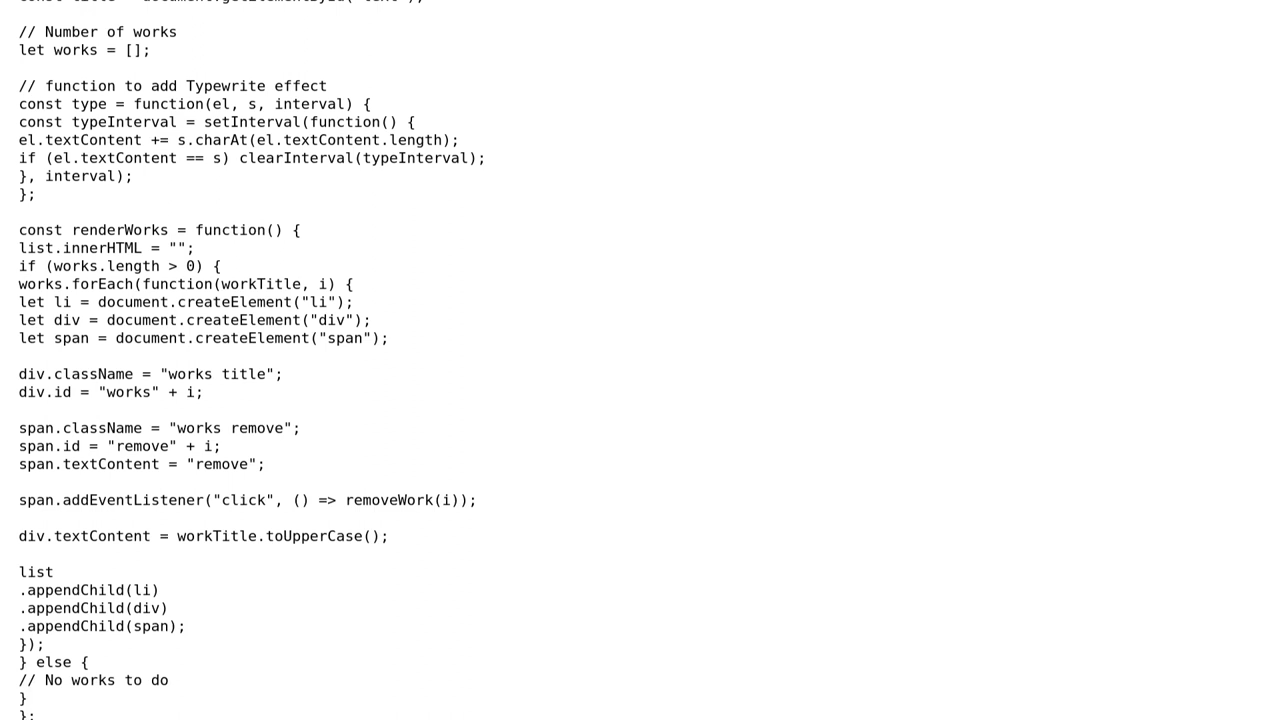 // Number of works
let works = [];
// function to add Typewrite effect
const type = function(el, s, interval) {
const typeInterval = setInterval(function() {
el.textContent += s.charAt(el.textContent.length);
if (el.textContent == s) clearInterval(typeInterval);
}, interval);
};
const renderWorks = function() {
list.innerHTML = "";
if (works.length > 0) {
works.forEach(function(workTitle, i) {
let li = document.createElement("li");
let div = document.createElement("div");
let span = document.createElement("span");
div.className = "works title";
div.id = "works" + i;
span.className = "works remove";
span.id = "remove" + i;
span.textContent = "remove";
span.addEventListener("click", () => removeWork(i));
div.textContent = workTitle.toUpperCase();
list
.appendChild(li)
.appendChild(div)
.appendChild(span);
});
} else {
// No works to do
}
};